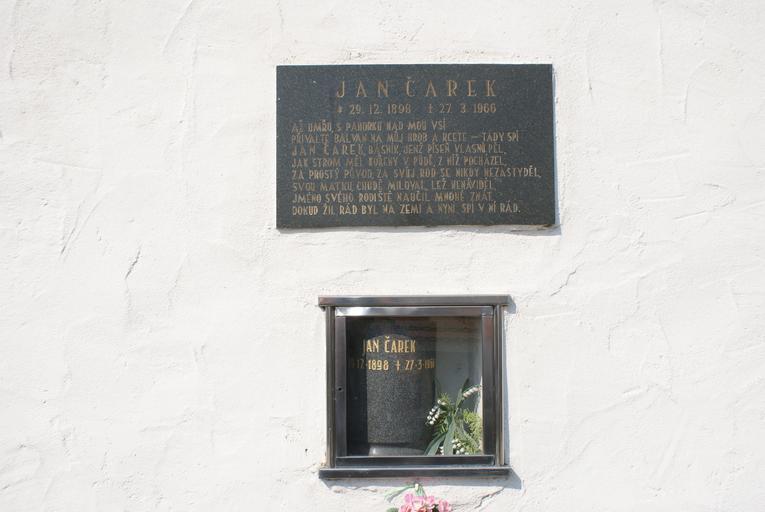 JAN ČAREK
* 29. 12. 1898 † 27. 3. 1966
AŽ UMŘU, S PAHORKU NAD MOU VSÍ
PŘIVALTE BALVAN NA MŮJ HROB A RCETE – TADY SPÍ
JAN ČAREK, BÁSNÍK, JENŽ PÍSEŇ VLASTNÍ PĚL,
JAK STROM MĚL KOŘENY V PŮDĚ, Z NÍŽ POCHÁZEL,
ZA PROSTÝ PŮVOD, ZA SVŮJ ROD SE NIKDY NEZASTYDĚL,
SVOU MATKU, CHUDĚ MILOVAL, LEŽ NENÁVIDĚL,
JMÉNO SVÉHO RODIŠTĚ NAUČIL MNOHÉ ZNÁT,
DOKUD ŽIL RÁD BYL NA ZEMI A NYNÍ SPÍ V NÍ RÁD.
JAN ČAREK
12. 1898 † 27. 3.